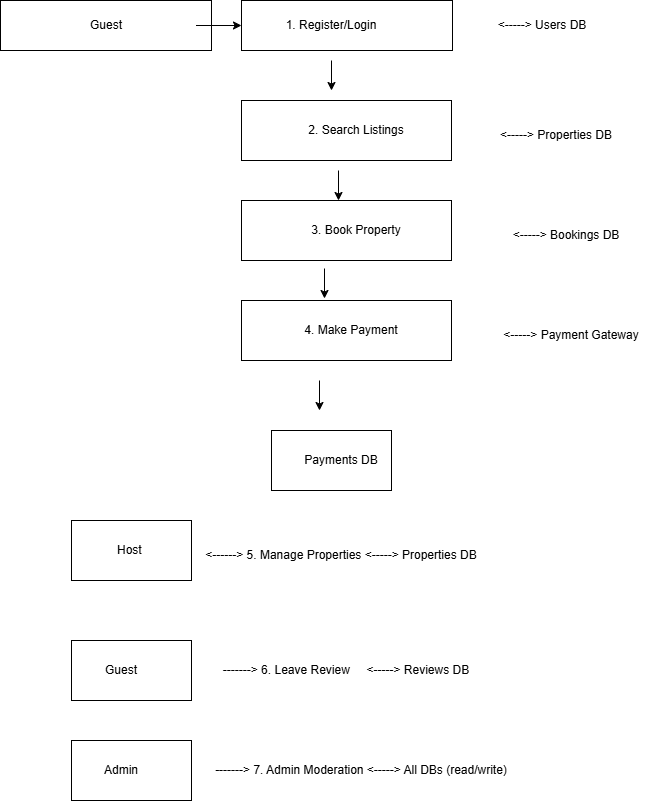 Guest
1. Register/Login
<-----> Users DB
2. Search Listings
<-----> Properties DB
3. Book Property
<-----> Bookings DB
4. Make Payment
<-----> Payment Gateway
Payments DB
Host
<------> 5. Manage Properties <-----> Properties DB
Guest
-------> 6. Leave Review <-----> Reviews DB
Admin
-------> 7. Admin Moderation <-----> All DBs (read/write)